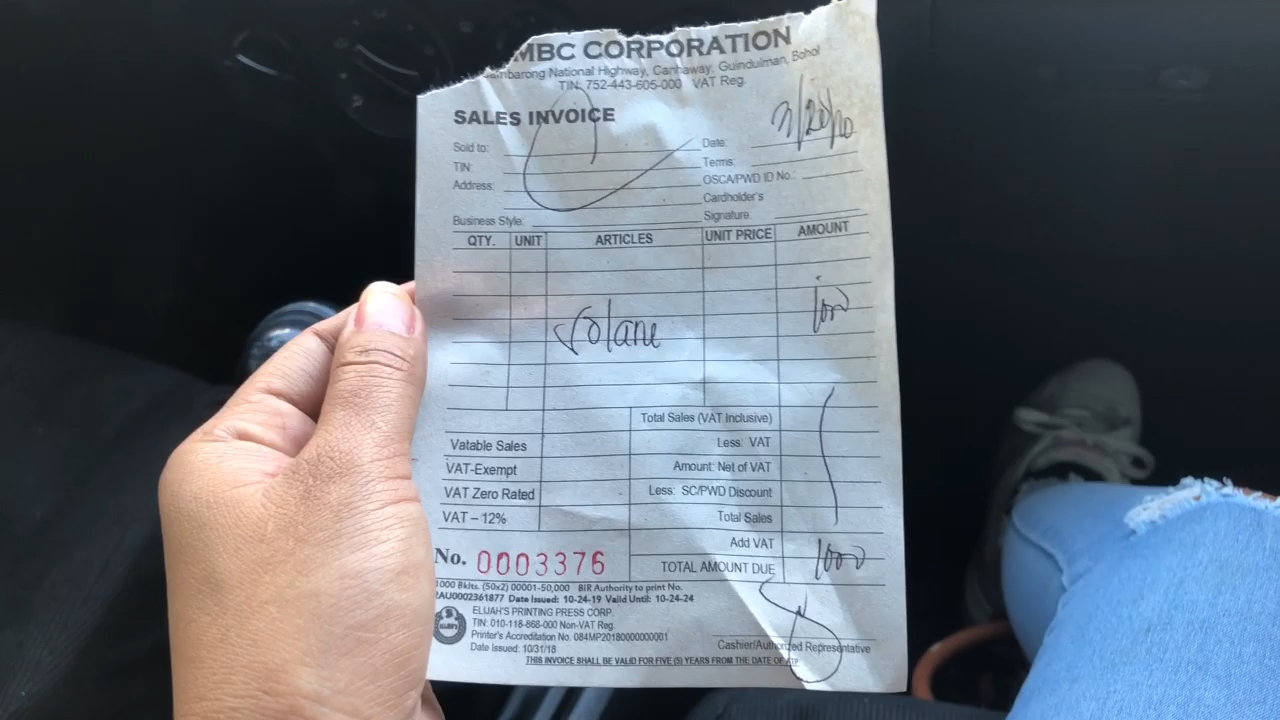 MBC CORPORATION
mbarong National Highway, Canhaway, Guindulman, Bohol
TIN: 752-443-605-000 VAT Reg.
SALES INVOICE
Sold to:
Date:
TIN:
Terms:
Address:
OSCA/PWD ID No.:
Cardholder's
Business Style:
Signature:
QTY. UNIT ARTICLES UNIT PRICE AMOUNT
Solane
1000
Total Sales (VAT Inclusive)
Vatable Sales Less: VAT
VAT-Exempt Amount: Net of VAT
VAT Zero Rated Less: SC/PWD Discount
VAT – 12% Total Sales
Add VAT
No. 0003376 TOTAL AMOUNT DUE 1000
1000 Bklts. (50x2) 00001-50,000 BIR Authority to print No.
AU0002361877 Date Issued: 10-24-19 Valid Until: 10-24-24
ELIJAH'S PRINTING PRESS CORP.
TIN: 010-118-868-000 Non-VAT Reg.
Printer's Accreditation No. 084MP20180000000001
Date Issued: 10/31/18
Cashier/Authorized Representative
THIS INVOICE SHALL BE VALID FOR FIVE (5) YEARS FROM THE DATE OF ATP